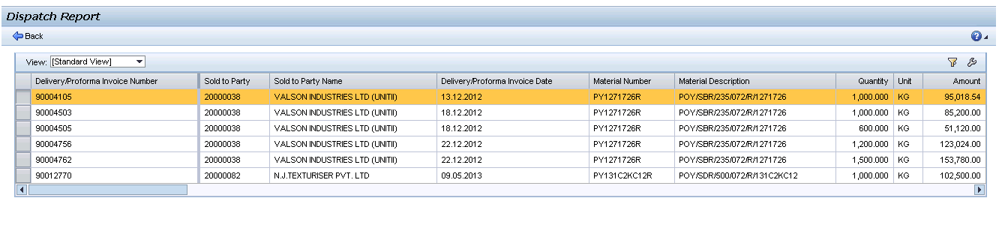 Dispatch Report
Back
View: [Standard View]
Delivery/Proforma Invoice Number Sold to Party Sold to Party Name Delivery/Proforma Invoice Date Material Number Material Description Quantity Unit Amount
90004105 20000038 VALSON INDUSTRIES LTD (UNITII) 13.12.2012 PY1271726R POY/SBR/235/072/R/1271726 1,000.000 KG 95,018.54
90004503 20000038 VALSON INDUSTRIES LTD (UNITII) 18.12.2012 PY1271726R POY/SBR/235/072/R/1271726 1,000.000 KG 85,200.00
90004505 20000038 VALSON INDUSTRIES LTD (UNITII) 18.12.2012 PY1271726R POY/SBR/235/072/R/1271726 600.000 KG 51,120.00
90004756 20000038 VALSON INDUSTRIES LTD (UNITII) 22.12.2012 PY1271726R POY/SBR/235/072/R/1271726 1,200.000 KG 123,024.00
90004762 20000038 VALSON INDUSTRIES LTD (UNITII) 22.12.2012 PY1271726R POY/SBR/235/072/R/1271726 1,500.000 KG 153,780.00
90012770 20000082 N.J.TEXTURISER PVT. LTD 09.05.2013 PY131C2KC12R POY/SDR/500/072/R/131C2KC12 1,000.000 KG 102,500.00